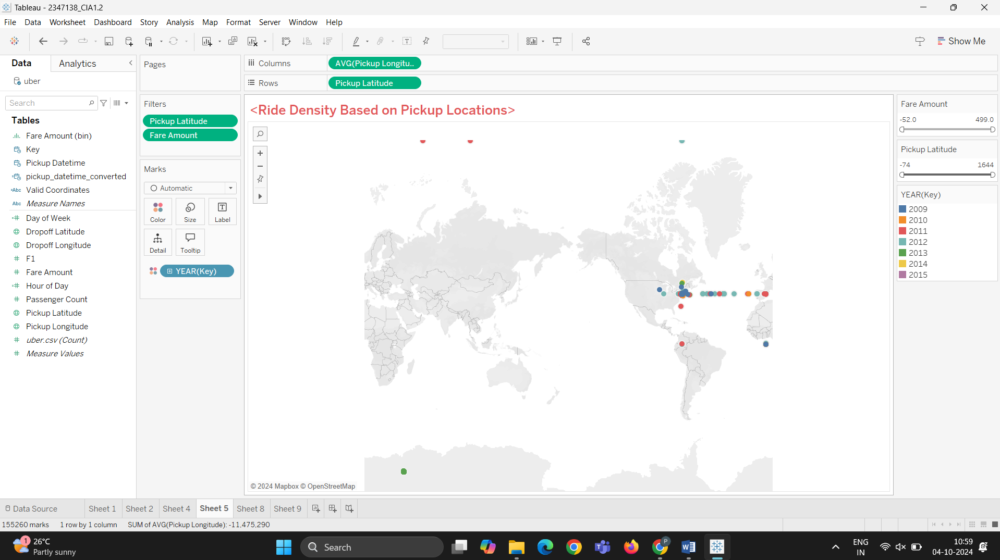 Tableau - 2347138_CIA1.2
File Data Worksheet Dashboard Story Analysis Map Format Server Window Help
Show Me
Data Analytics
uber
Search
Tables
Fare Amount (bin)
Key
Pickup Datetime
pickup_datetime_converted
=Abc Valid Coordinates
Abc Measure Names
Day of Week
Dropoff Latitude
Dropoff Longitude
F1
Fare Amount
Hour of Day
Passenger Count
Pickup Latitude
Pickup Longitude
uber.csv (Count)
Measure Values
Pages
Filters
Pickup Latitude
Fare Amount
Marks
Automatic
Color Size Label
Detail Tooltip
YEAR(Key)
Columns AVG(Pickup Longitu..
Rows Pickup Latitude
<Ride Density Based on Pickup Locations>
© 2024 Mapbox © OpenStreetMap
Fare Amount
-52.0 499.0
Pickup Latitude
-74 1644
YEAR(Key)
2009
2010
2011
2012
2013
2014
2015
Data Source Sheet 1 Sheet 2 Sheet 4 Sheet 5 Sheet 8 Sheet 9
155260 marks 1 row by 1 column SUM of AVG(Pickup Longitude): -11,475,290
1
26°C
Partly sunny
Search
P
ENG
IN
10:59
04-10-2024